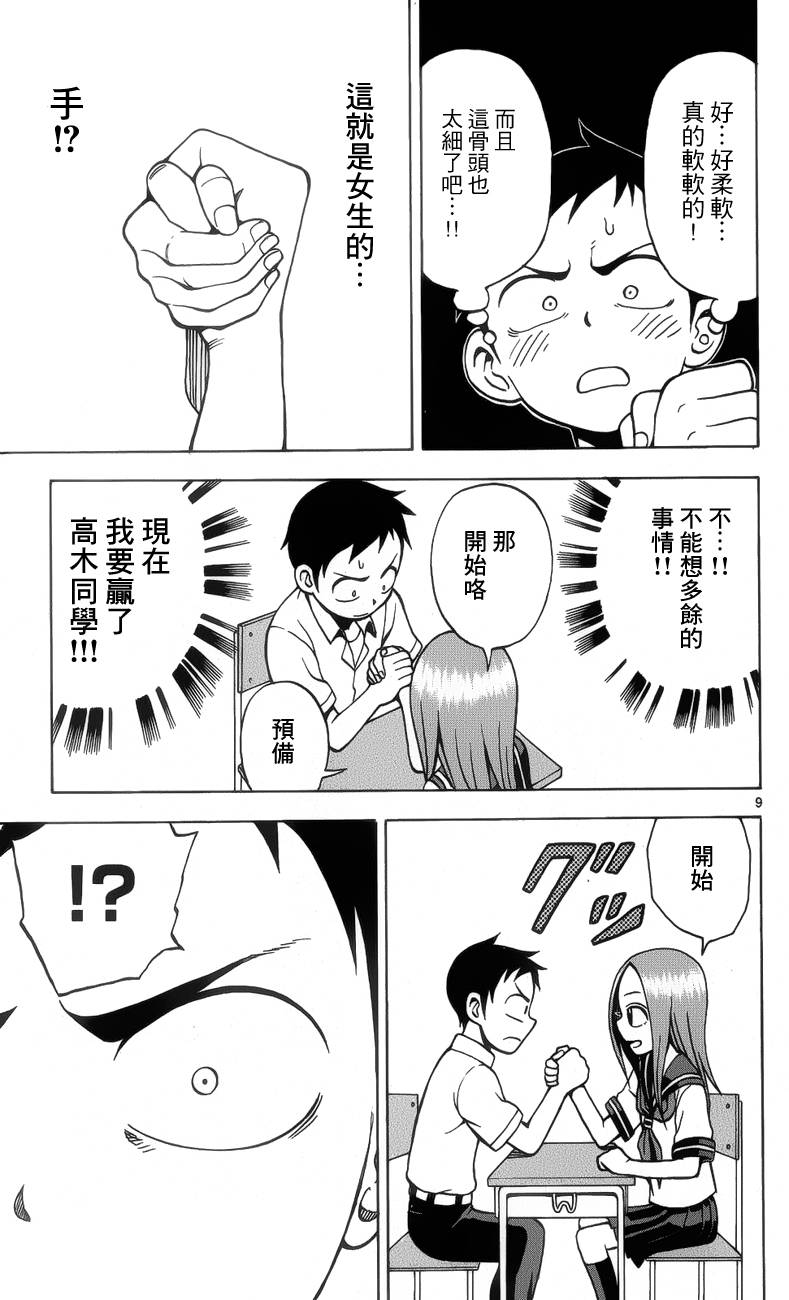 好…好柔軟…
真的軟軟的！
而且
這骨頭也
太細了吧…!!
這就是女生的…
手!?
不…!!
不能想多餘的
事情!!
那
開始咯
預備
現在
我要贏了
高木同學!!!
9
開始
グッ
!?